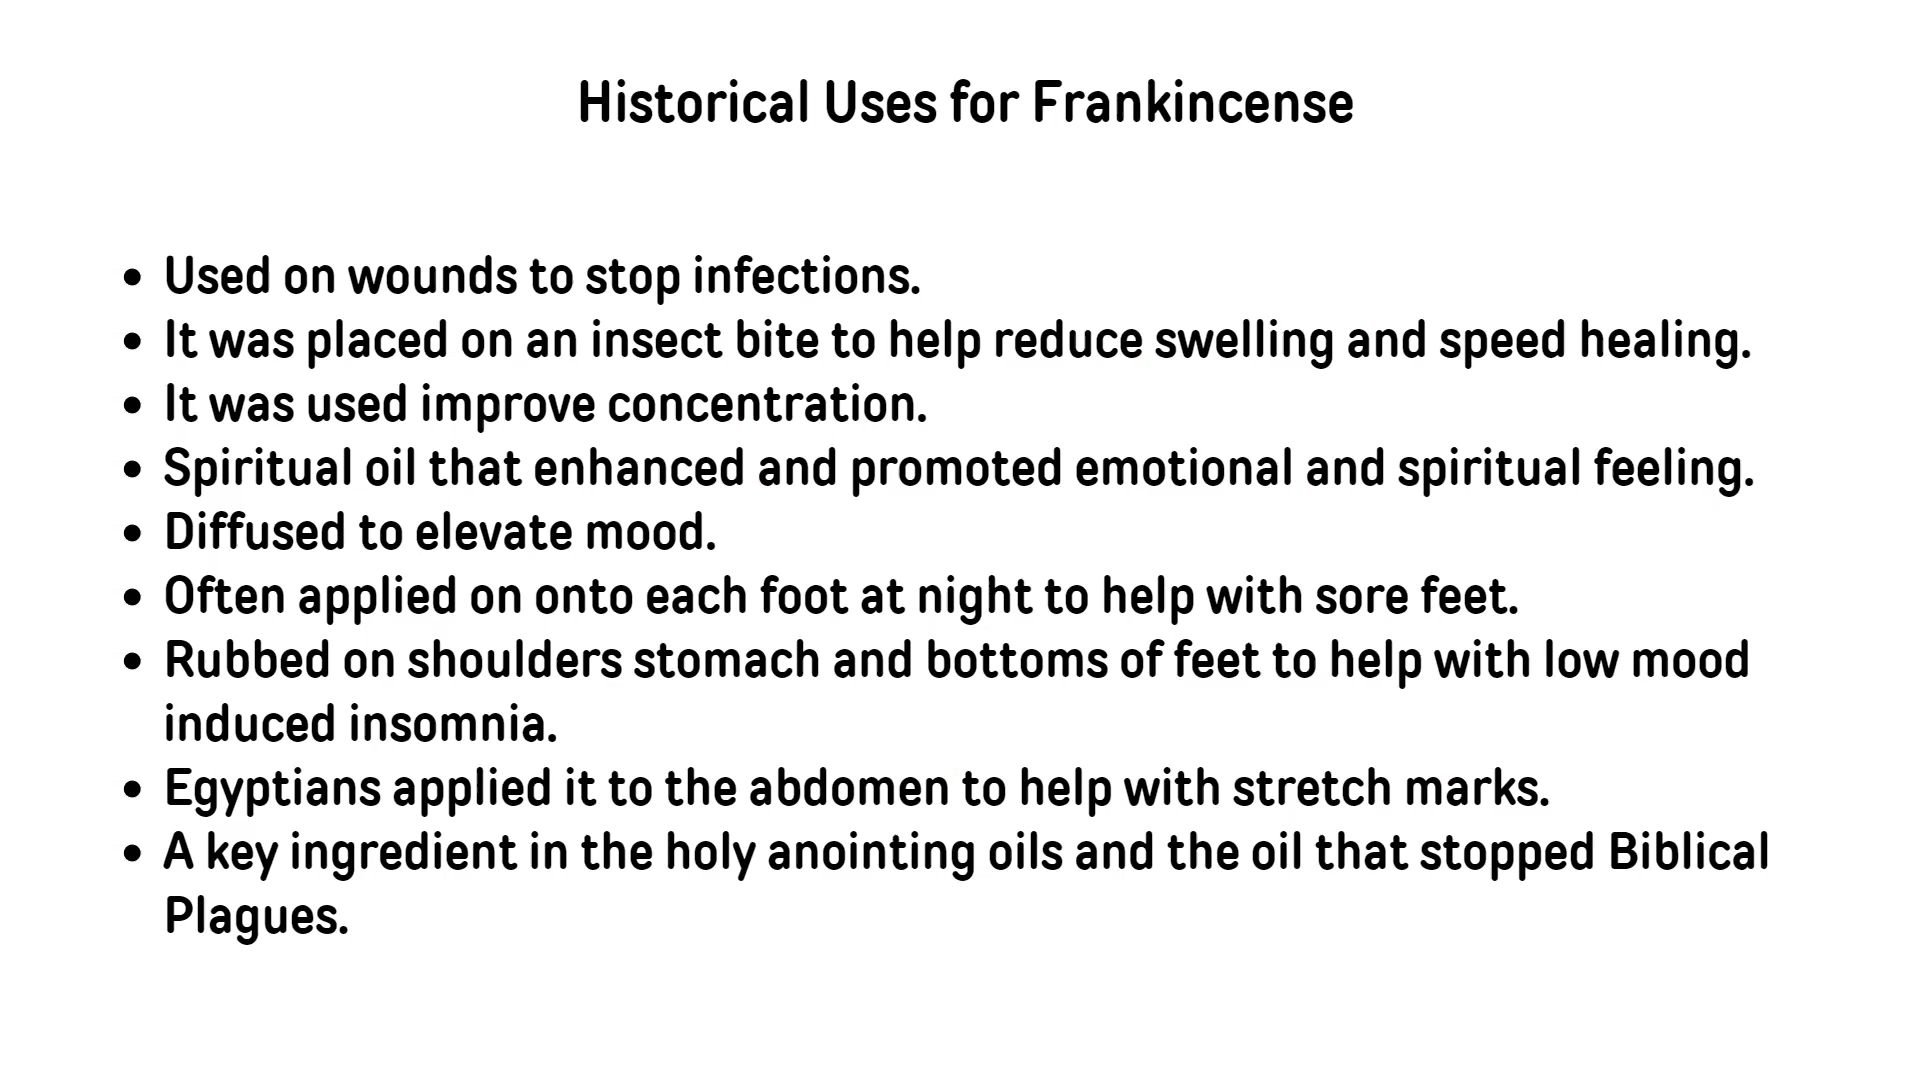 Historical Uses for Frankincense
• Used on wounds to stop infections.
• It was placed on an insect bite to help reduce swelling and speed healing.
• It was used improve concentration.
• Spiritual oil that enhanced and promoted emotional and spiritual feeling.
• Diffused to elevate mood.
• Often applied on onto each foot at night to help with sore feet.
• Rubbed on shoulders stomach and bottoms of feet to help with low mood
induced insomnia.
• Egyptians applied it to the abdomen to help with stretch marks.
• A key ingredient in the holy anointing oils and the oil that stopped Biblical
Plagues.